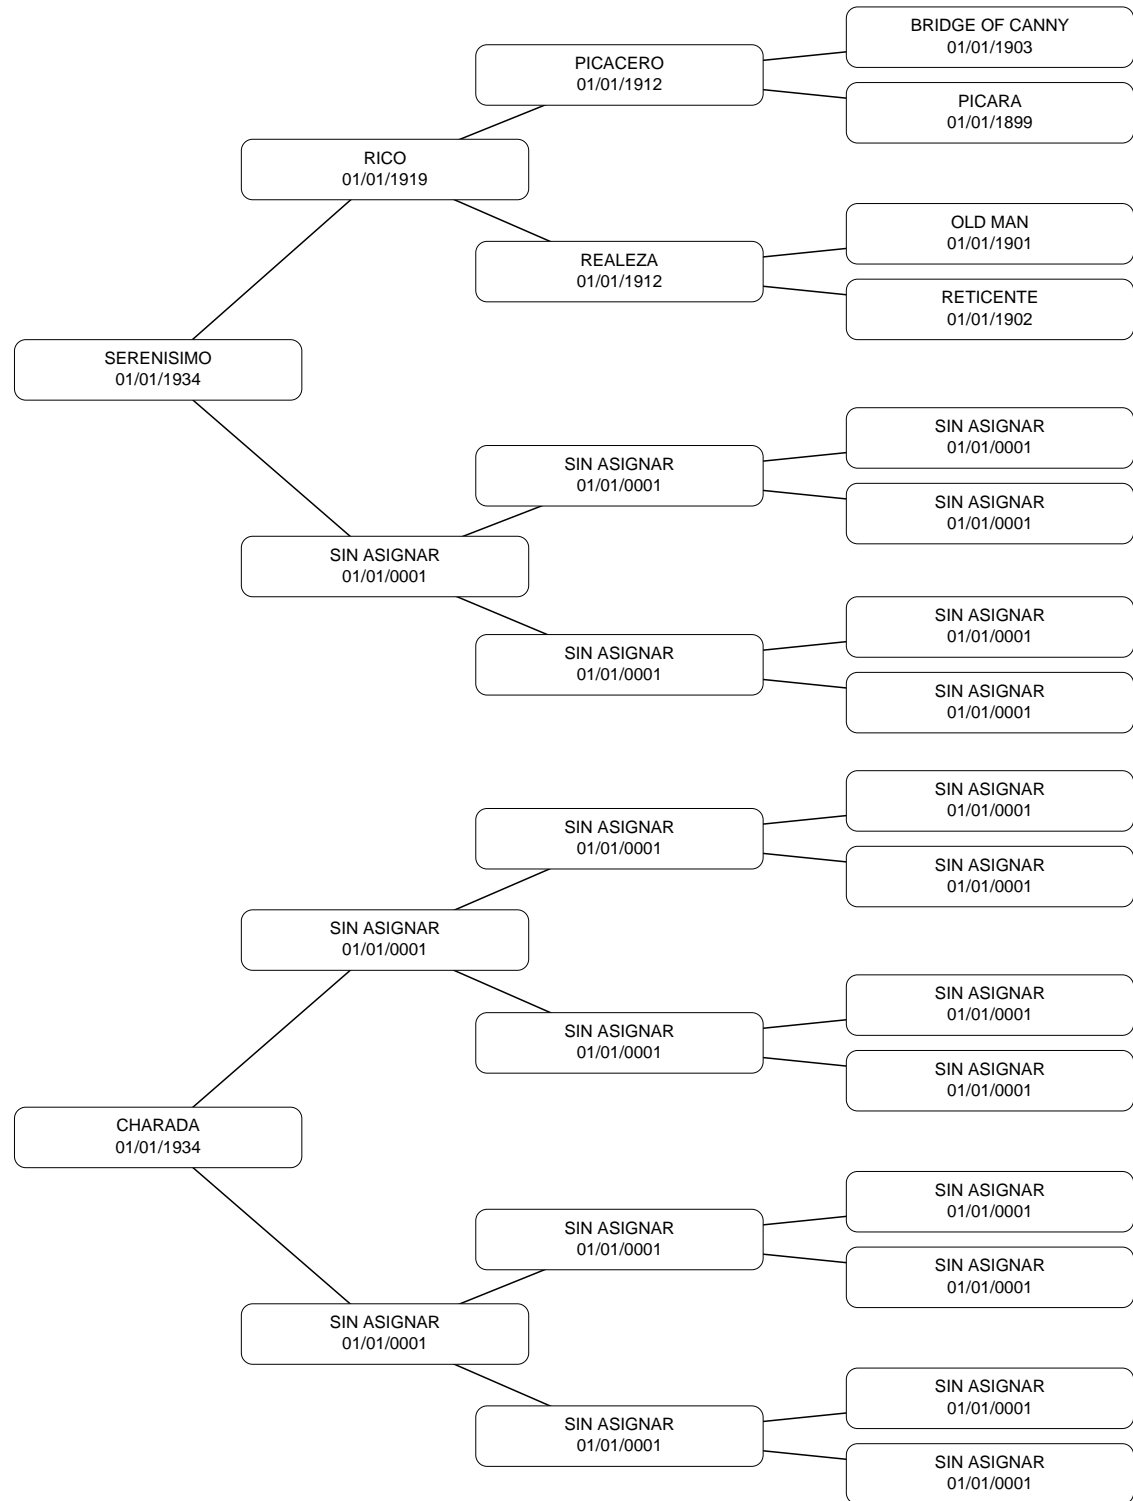 BRIDGE OF CANNY
01/01/1903
PICACERO
01/01/1912
PICARA
01/01/1899
RICO
01/01/1919
OLD MAN
01/01/1901
REALEZA
01/01/1912
RETICENTE
01/01/1902
SERENISIMO
01/01/1934
SIN ASIGNAR
01/01/0001
SIN ASIGNAR
01/01/0001
SIN ASIGNAR
01/01/0001
SIN ASIGNAR
01/01/0001
SIN ASIGNAR
01/01/0001
SIN ASIGNAR
01/01/0001
SIN ASIGNAR
01/01/0001
SIN ASIGNAR
01/01/0001
SIN ASIGNAR
01/01/0001
SIN ASIGNAR
01/01/0001
SIN ASIGNAR
01/01/0001
SIN ASIGNAR
01/01/0001
SIN ASIGNAR
01/01/0001
SIN ASIGNAR
01/01/0001
CHARADA
01/01/1934
SIN ASIGNAR
01/01/0001
SIN ASIGNAR
01/01/0001
SIN ASIGNAR
01/01/0001
SIN ASIGNAR
01/01/0001
SIN ASIGNAR
01/01/0001
SIN ASIGNAR
01/01/0001
SIN ASIGNAR
01/01/0001